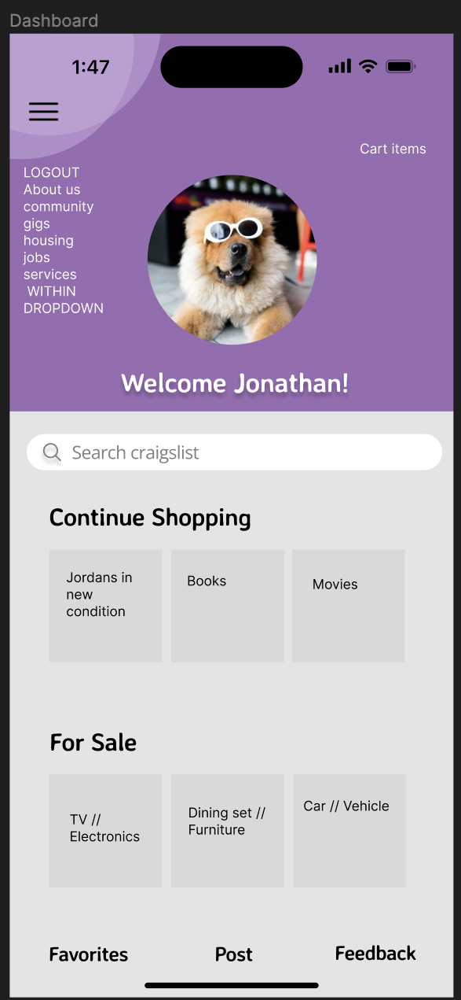 Dashboard
1:47
Cart items
LOGOUT
About us
community
gigs
housing
jobs
services
WITHIN
DROPDOWN
Welcome Jonathan!
Search craigslist
Continue Shopping
Jordans in
new
condition
Books
Movies
For Sale
TV //
Electronics
Dining set //
Furniture
Car // Vehicle
Favorites
Post
Feedback